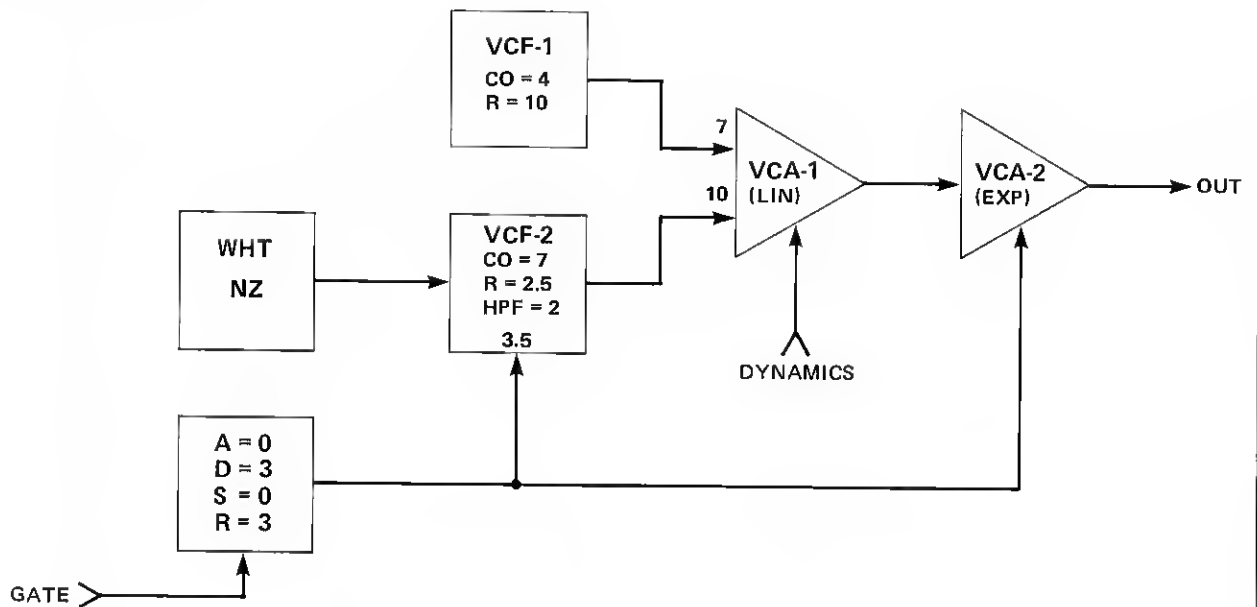 VCF-1
CO = 4
R = 10
7
VCA-1
(LIN)
VCA-2
(EXP)
OUT
10
WHT
NZ
VCF-2
CO = 7
R = 2.5
HPF = 2
3.5
DYNAMICS
A = 0
D = 3
S = 0
R = 3
GATE